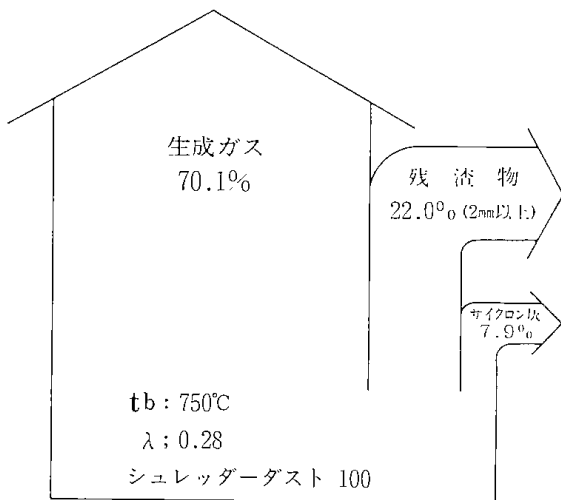 生成ガス
70.1%
残渣物
22.0% (2mm以上)
サイクロン灰
7.9%
tb : 750℃
λ ; 0.28
シュレッダーダスト 100